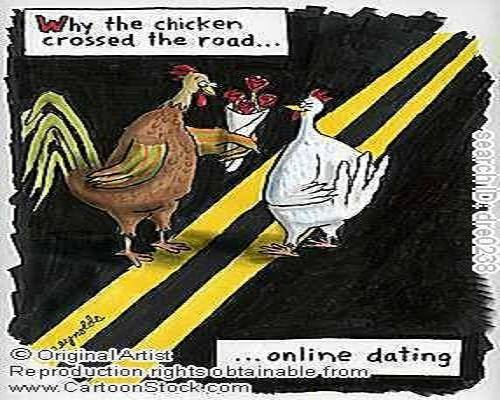 Why the chicken
crossed the road...
reynolds
...online dating
© Original Artist
Reproduction rights obtainable from
www.CartoonStock.com
search ID: dre0238